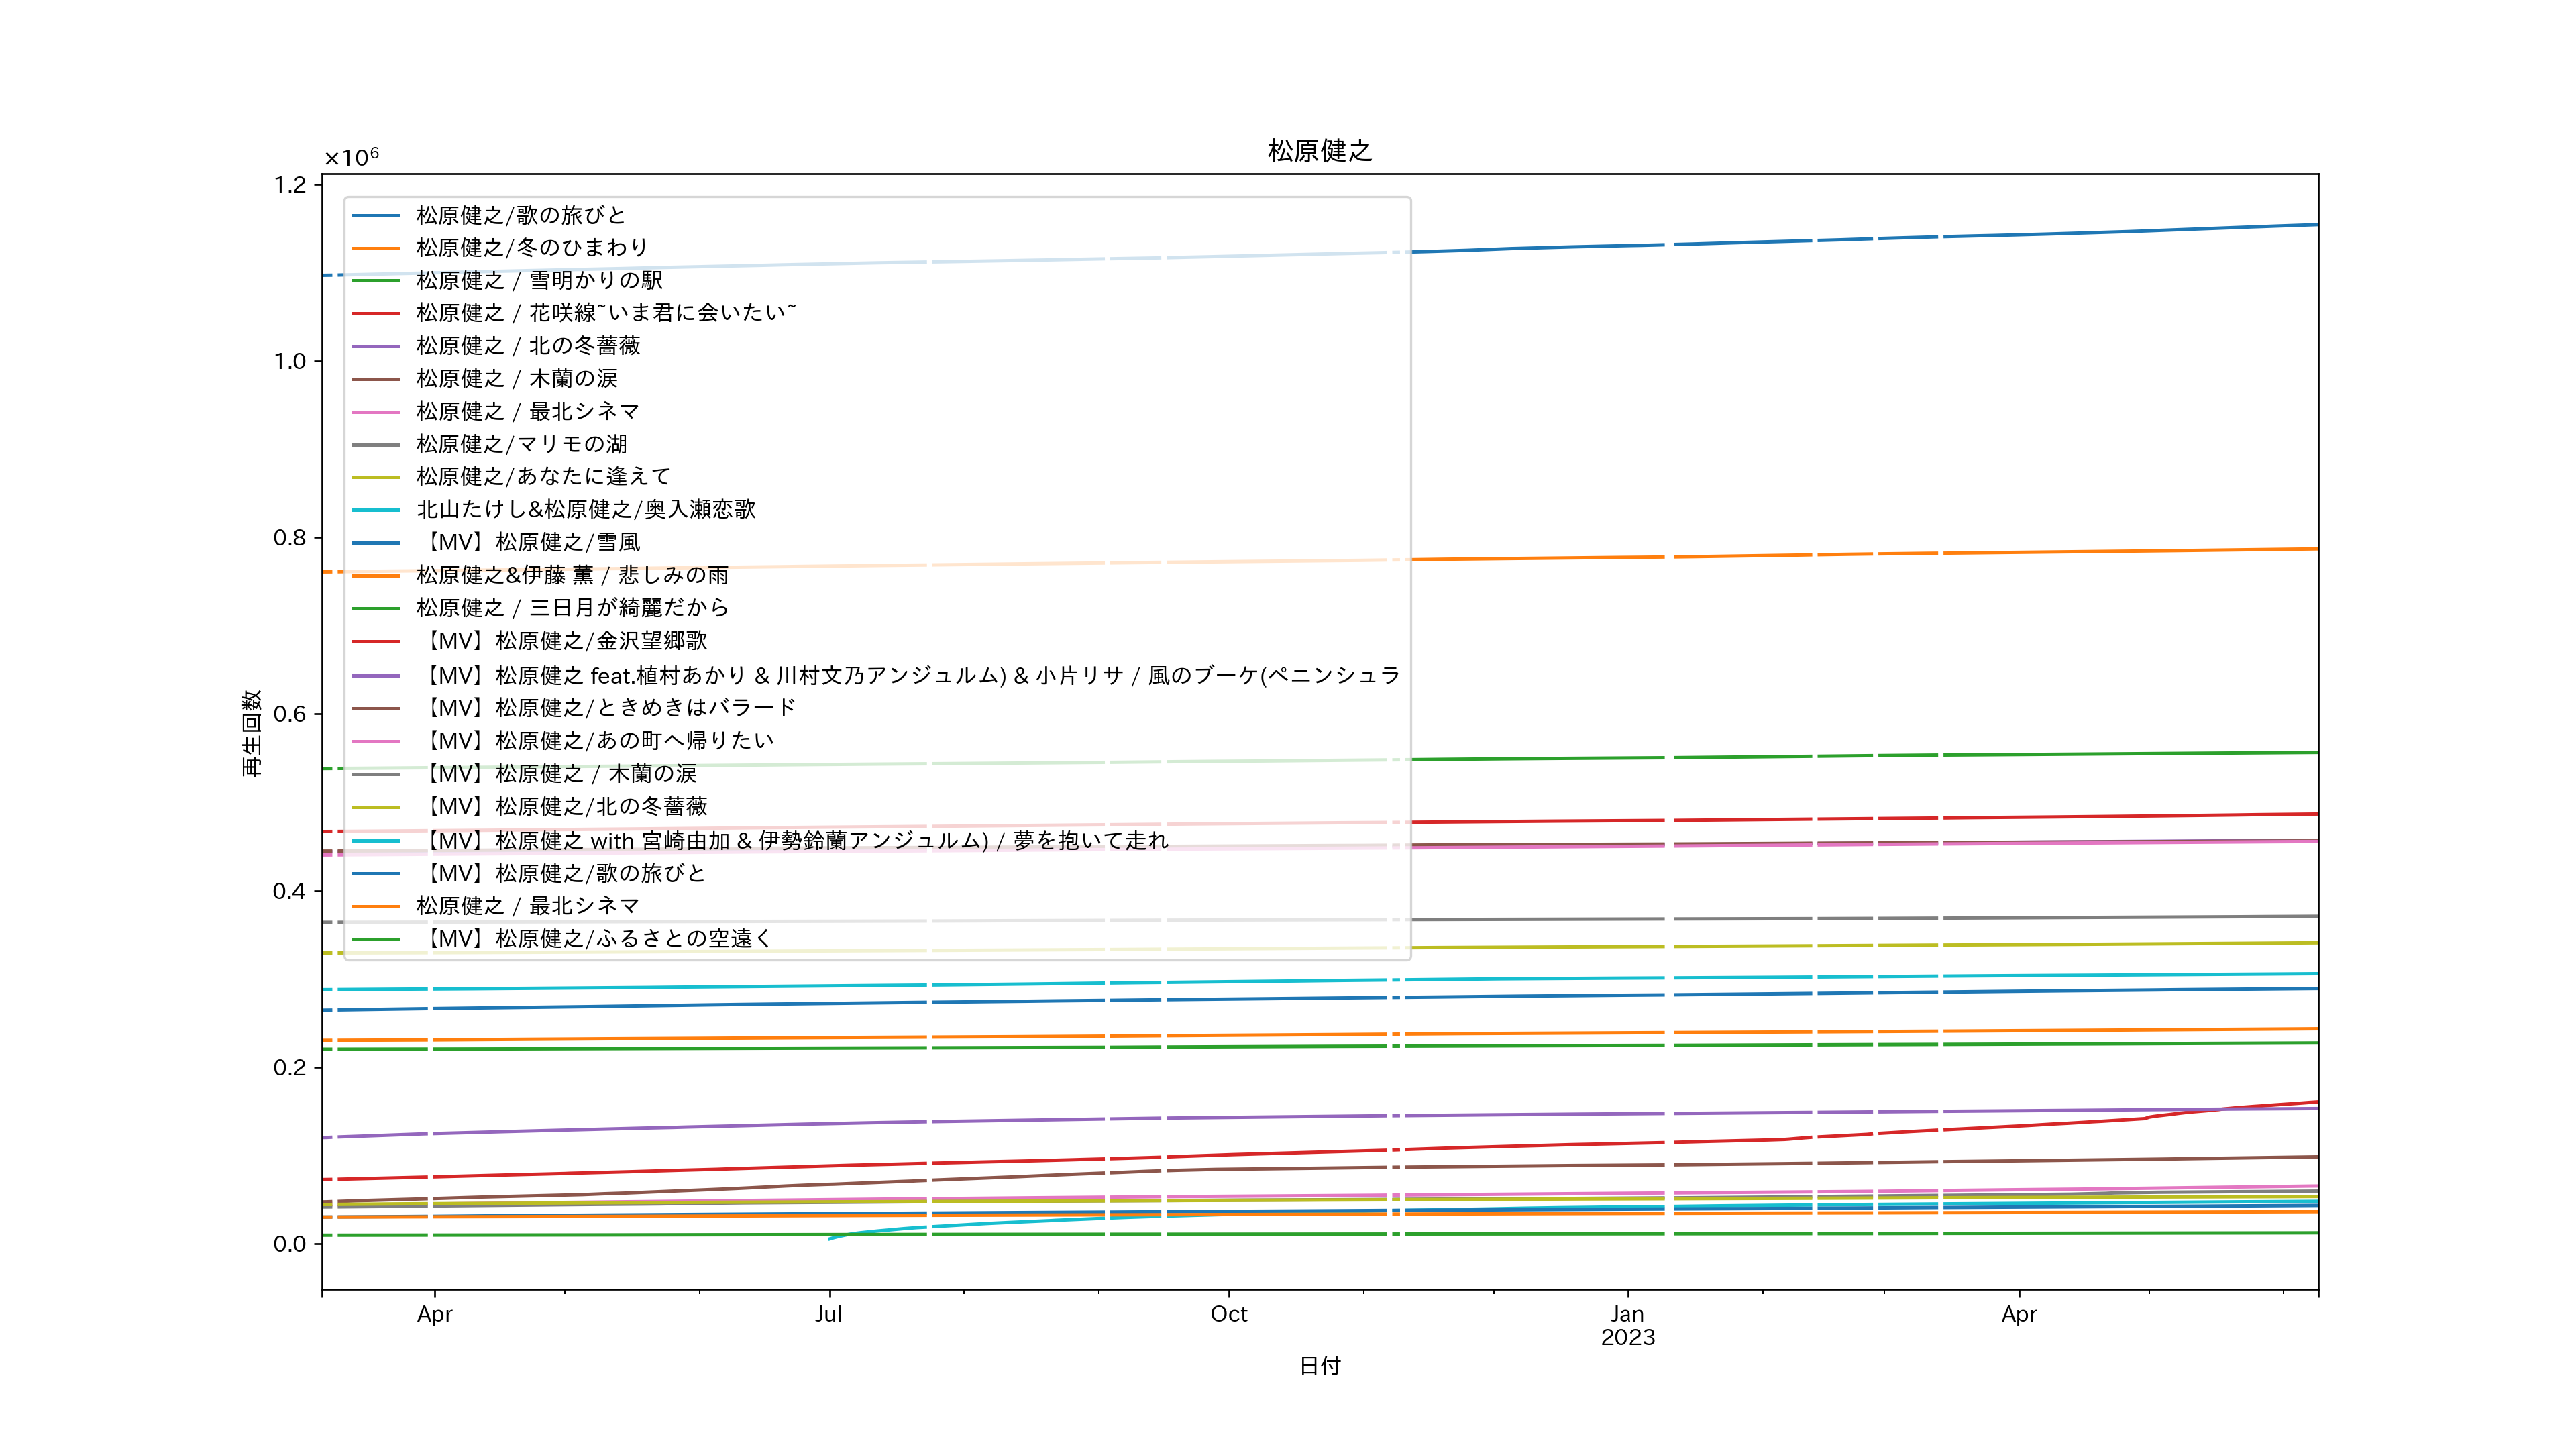 松原健之
×10⁶
1.2
1.0
0.8
0.6
0.4
0.2
0.0
再生回数
松原健之/歌の旅びと
松原健之/冬のひまわり
松原健之 / 雪明かりの駅
松原健之 / 花咲線~いま君に会いたい~
松原健之 / 北の冬薔薇
松原健之 / 木蘭の涙
松原健之 / 最北シネマ
松原健之/マリモの湖
松原健之/あなたに逢えて
北山たけし&松原健之/奥入瀬恋歌
【MV】松原健之/雪風
松原健之&伊藤 薫 / 悲しみの雨
松原健之 / 三日月が綺麗だから
【MV】松原健之/金沢望郷歌
【MV】松原健之 feat.植村あかり & 川村文乃アンジュルム) & 小片リサ / 風のブーケ(ペニンシュラ
【MV】松原健之/ときめきはバラード
【MV】松原健之/あの町へ帰りたい
【MV】松原健之 / 木蘭の涙
【MV】松原健之/北の冬薔薇
【MV】松原健之 with 宮崎由加 & 伊勢鈴蘭アンジュルム) / 夢を抱いて走れ
【MV】松原健之/歌の旅びと
松原健之 / 最北シネマ
【MV】松原健之/ふるさとの空遠く
Apr Jul Oct Jan Apr
2023
日付